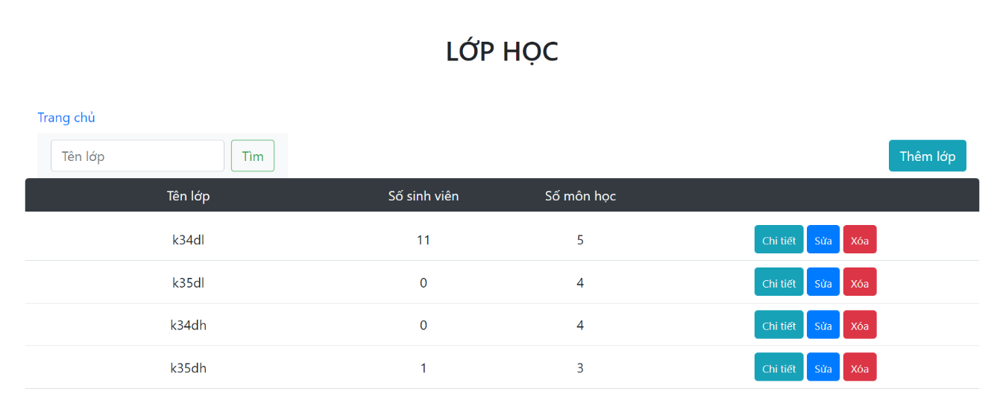 LỚP HỌC
Trang chủ
Tên lớp Tìm Thêm lớp
Tên lớp Số sinh viên Số môn học
k34dl 11 5 Chi tiết Sửa Xóa
k35dl 0 4 Chi tiết Sửa Xóa
k34dh 0 4 Chi tiết Sửa Xóa
k35dh 1 3 Chi tiết Sửa Xóa